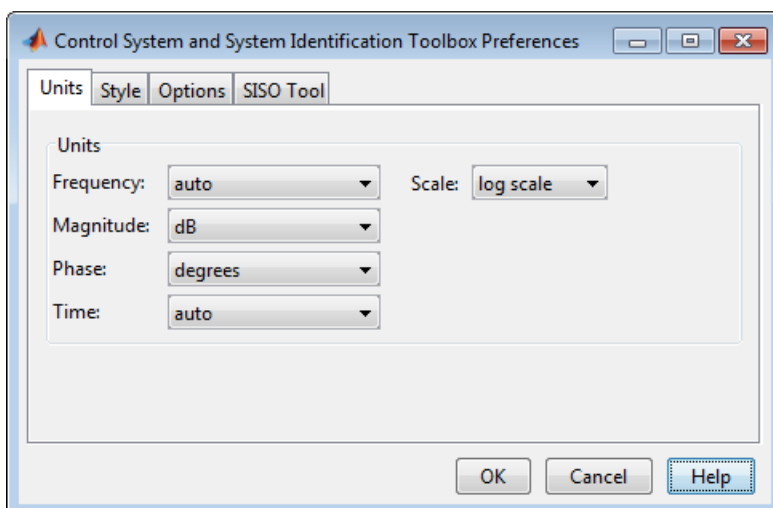 Control System and System Identification Toolbox Preferences
Units Style Options SISO Tool
Units
Frequency: auto Scale: log scale
Magnitude: dB
Phase: degrees
Time: auto
OK Cancel Help